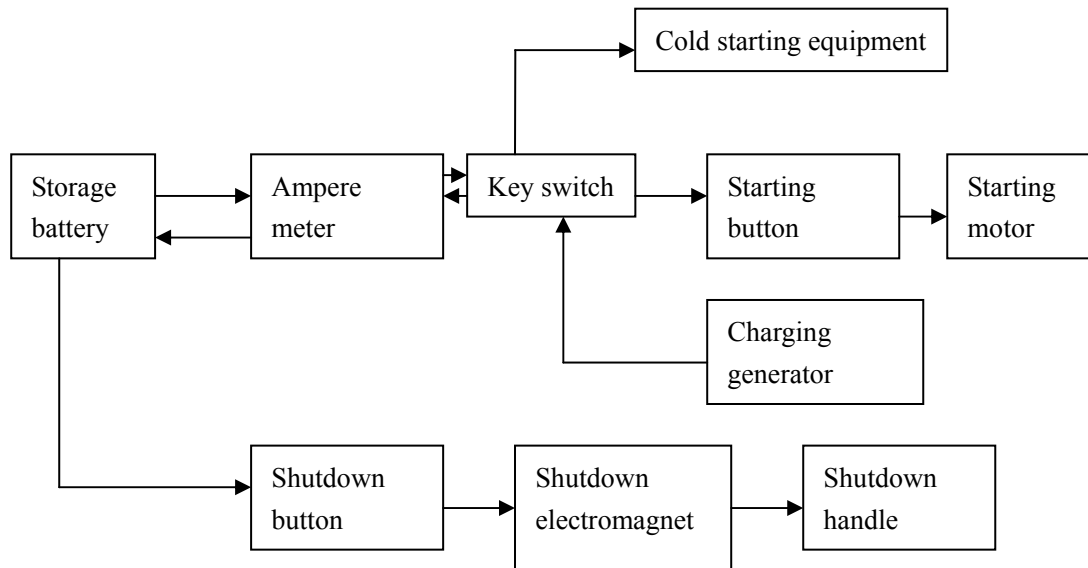 Cold starting equipment
Storage
battery
Ampere
meter
Key switch
Starting
button
Starting
motor
Charging
generator
Shutdown
button
Shutdown
electromagnet
Shutdown
handle